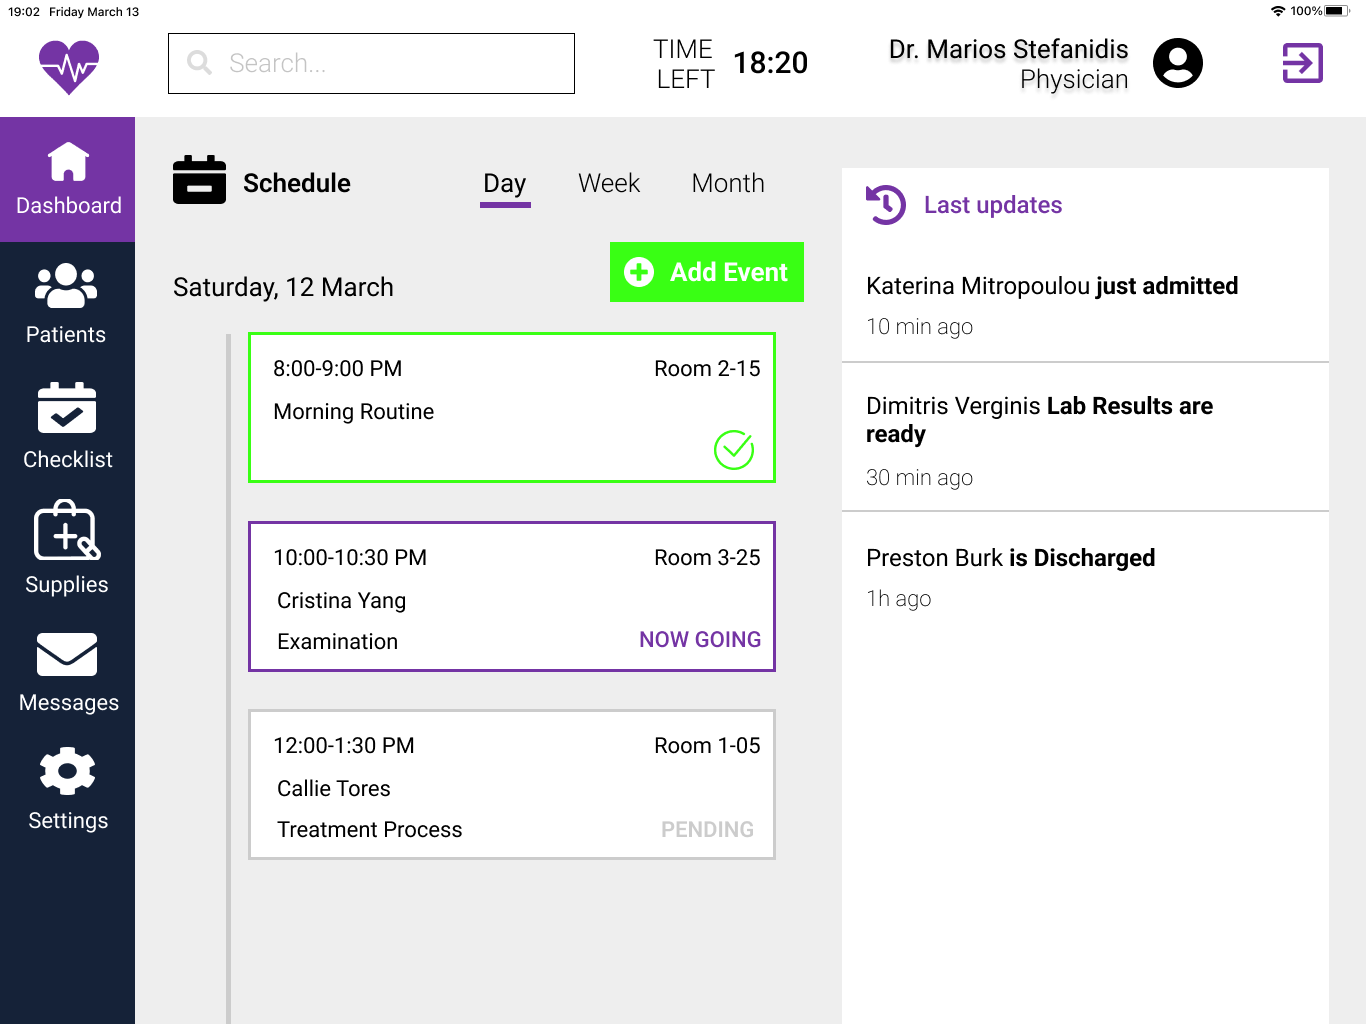 19:02 Friday March 13
100%
Search...
TIME
LEFT
18:20
Dr. Marios Stefanidis
Physician
Dashboard
Patients
Checklist
Supplies
Messages
Settings
Schedule
Day
Week
Month
Saturday, 12 March
Add Event
8:00-9:00 PM
Room 2-15
Morning Routine
10:00-10:30 PM
Room 3-25
Cristina Yang
Examination
NOW GOING
12:00-1:30 PM
Room 1-05
Callie Tores
Treatment Process
PENDING
Last updates
Katerina Mitropoulou just admitted
10 min ago
Dimitris Verginis Lab Results are
ready
30 min ago
Preston Burk is Discharged
1h ago